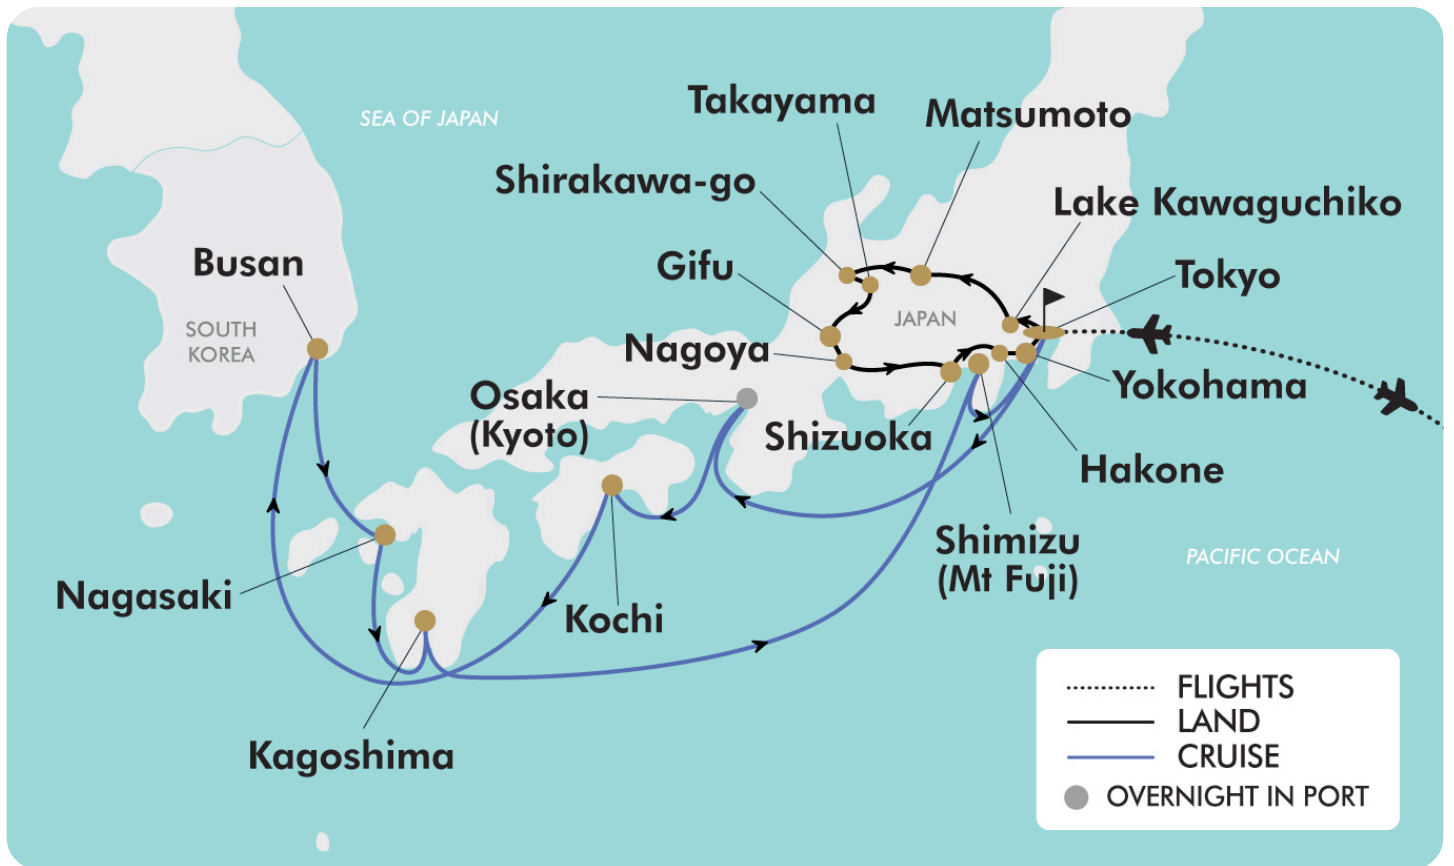 SEA OF JAPAN
Takayama
Matsumoto
Shirakawa-go
Lake Kawaguchiko
Busan
Gifu
Tokyo
SOUTH
KOREA
JAPAN
Nagoya
Yokohama
Osaka
(Kyoto)
Shizuoka
Hakone
Shimizu
(Mt Fuji)
PACIFIC OCEAN
Nagasaki
Kochi
Kagoshima
FLIGHTS
LAND
CRUISE
OVERNIGHT IN PORT